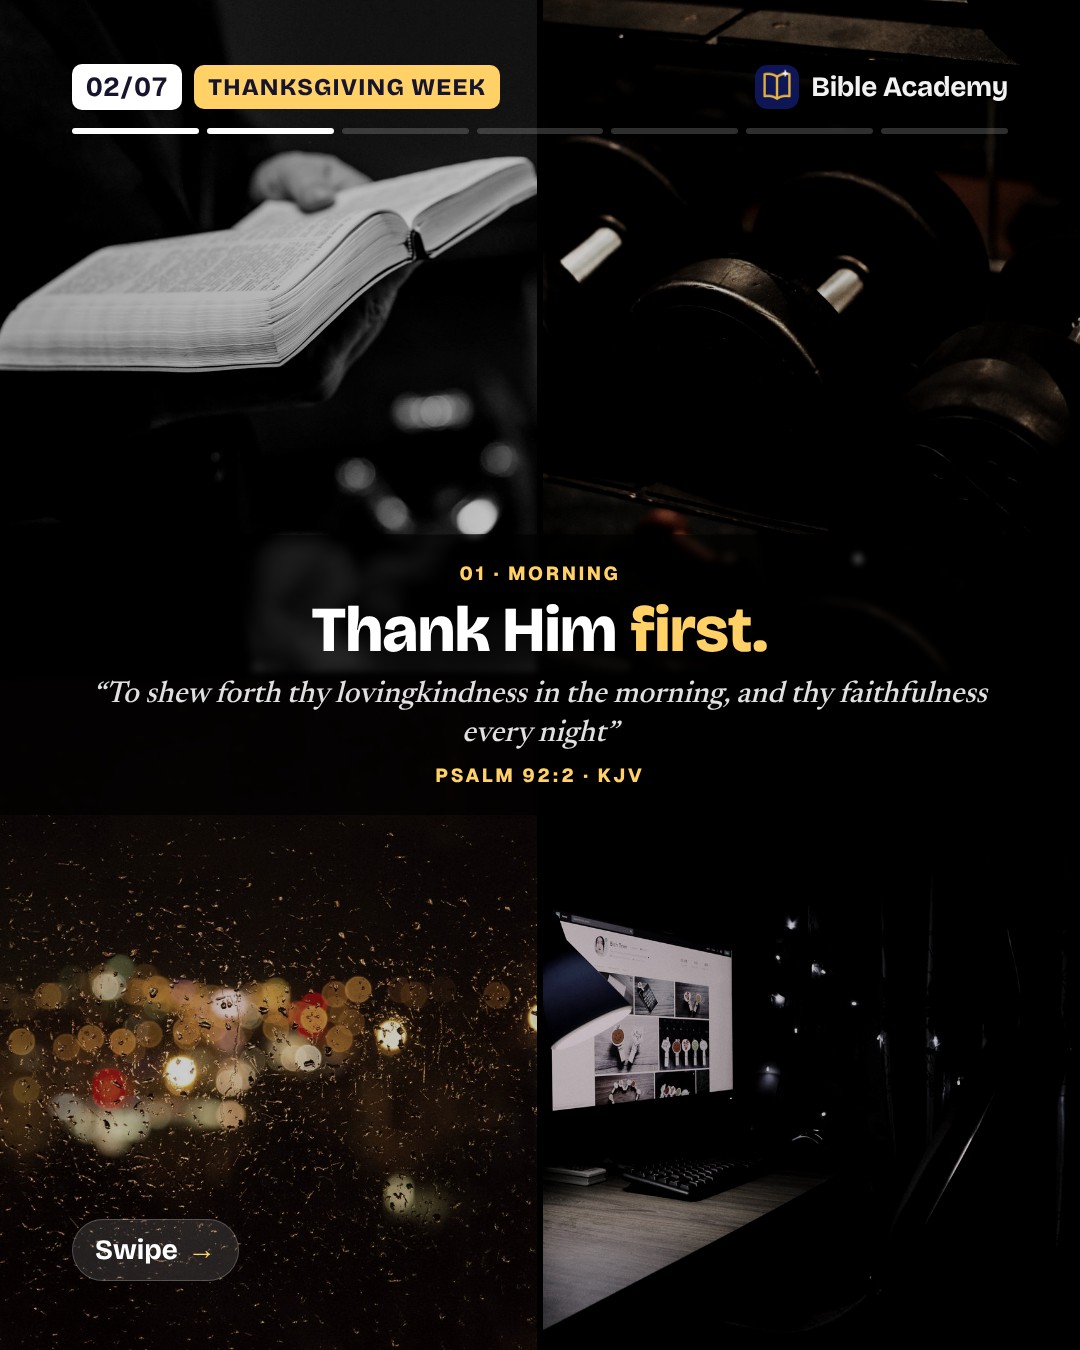 02/07 THANKSGIVING WEEK
Bible Academy
01 · MORNING
Thank Him first.
“To shew forth thy lovingkindness in the morning, and thy faithfulness
every night”
PSALM 92:2 · KJV
Swipe →